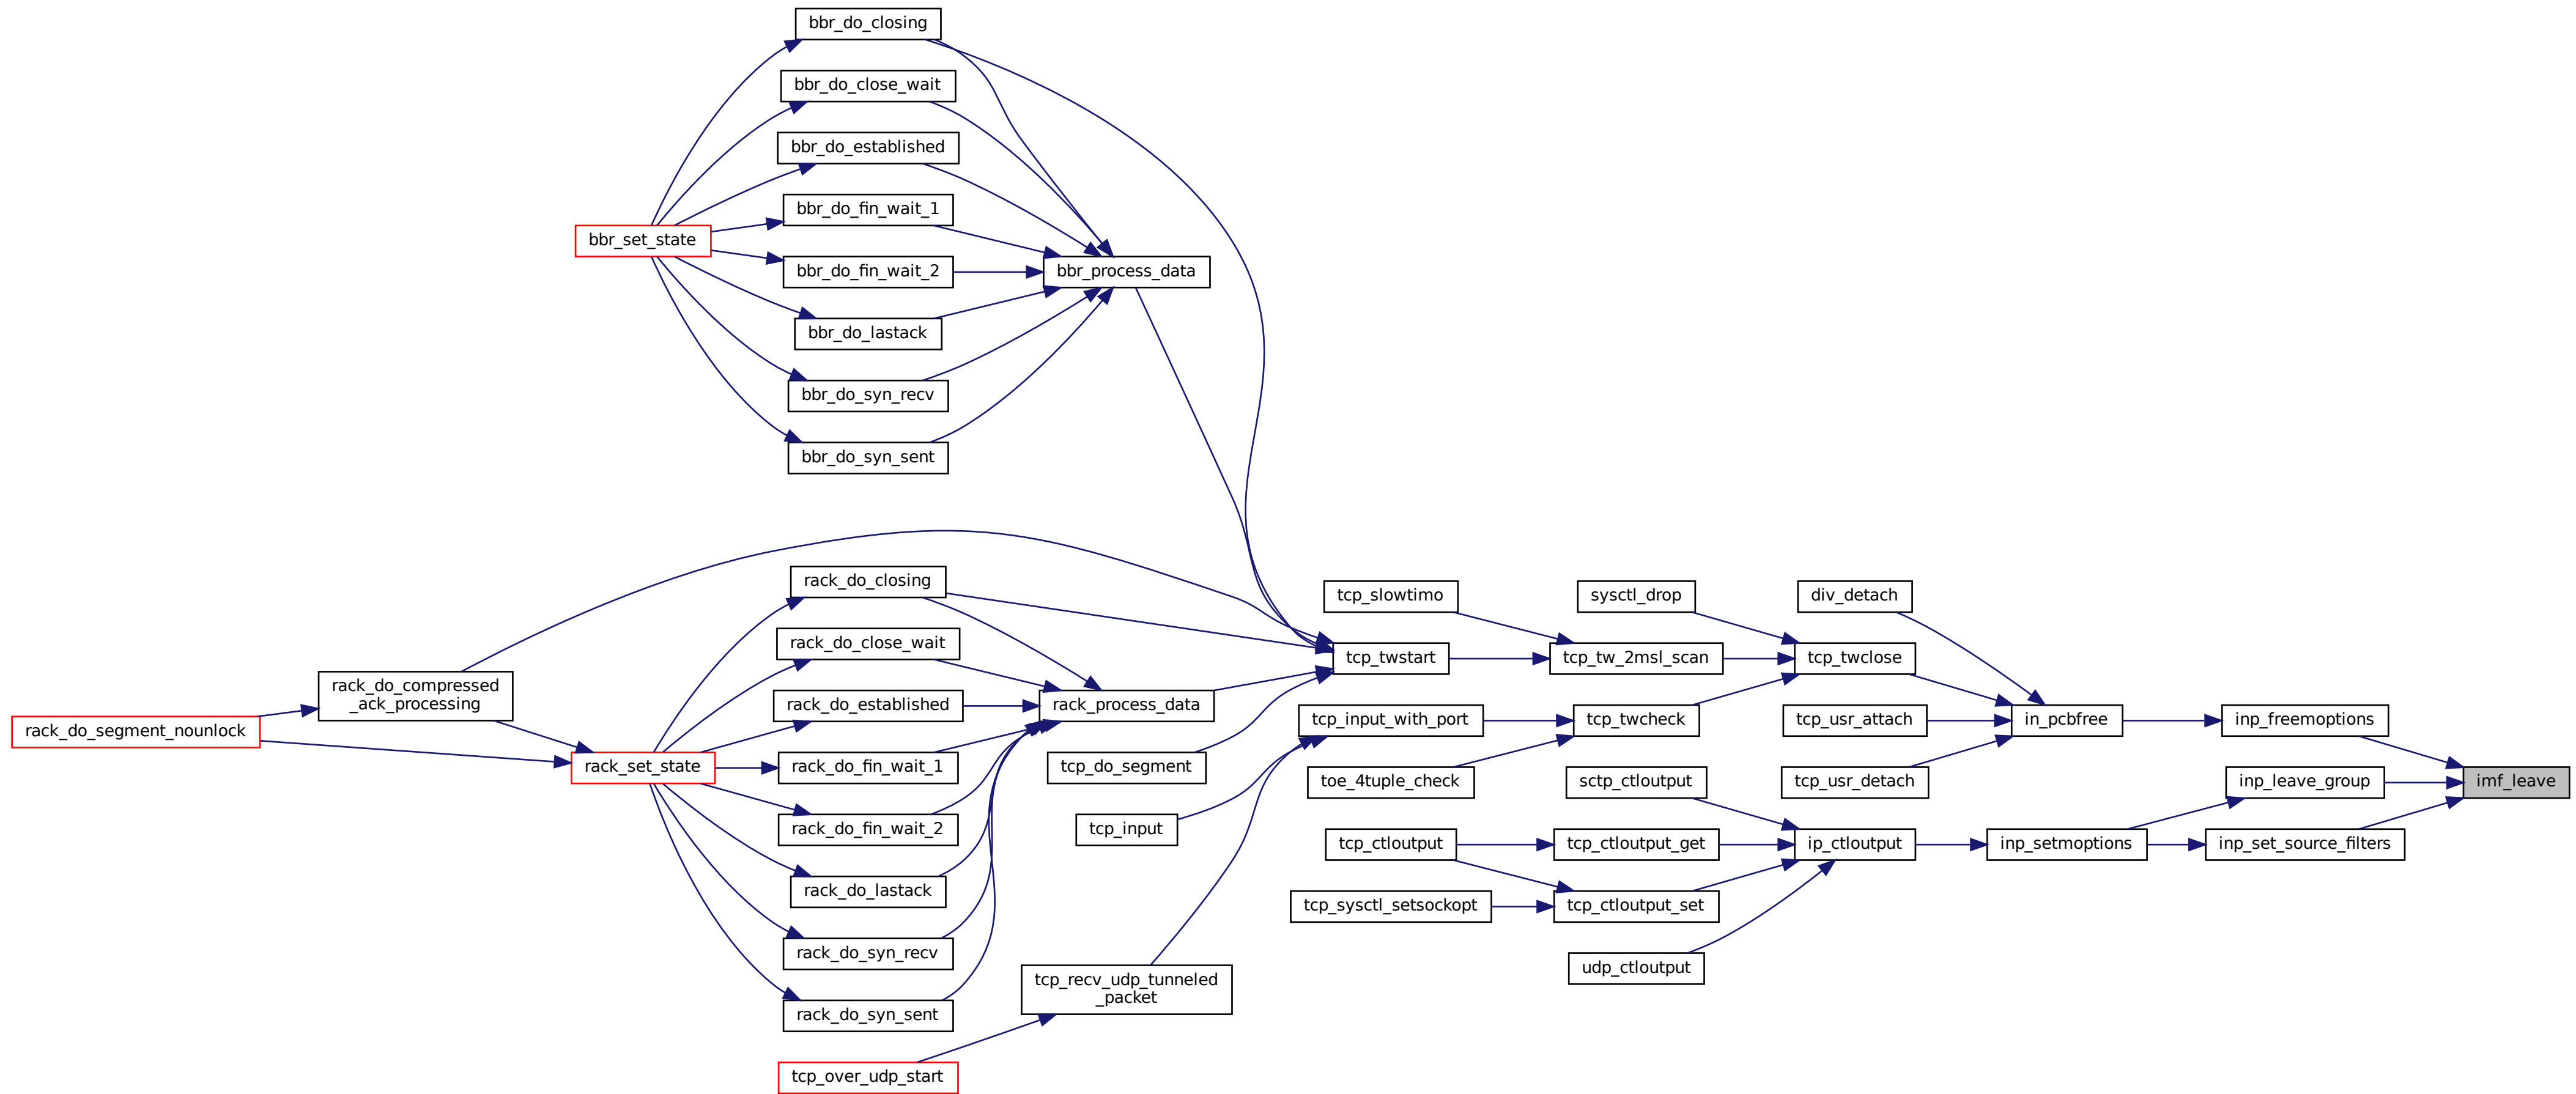 bbr_do_closing
bbr_do_close_wait
bbr_do_established
bbr_do_fin_wait_1
bbr_set_state
bbr_do_fin_wait_2
bbr_process_data
bbr_do_lastack
bbr_do_syn_recv
bbr_do_syn_sent
rack_do_closing
tcp_slowtimo
sysctl_drop
div_detach
rack_do_close_wait
tcp_twstart
tcp_tw_2msl_scan
tcp_twclose
rack_do_compressed
_ack_processing
rack_do_established
rack_process_data
tcp_input_with_port
tcp_twcheck
tcp_usr_attach
in_pcbfree
inp_freemoptions
rack_do_segment_nounlock
rack_set_state
rack_do_fin_wait_1
tcp_do_segment
toe_4tuple_check
sctp_ctloutput
tcp_usr_detach
inp_leave_group
imf_leave
rack_do_fin_wait_2
tcp_input
tcp_ctloutput
tcp_ctloutput_get
ip_ctloutput
inp_setmoptions
inp_set_source_filters
rack_do_lastack
tcp_sysctl_setsockopt
tcp_ctloutput_set
rack_do_syn_recv
udp_ctloutput
tcp_recv_udp_tunneled
_packet
rack_do_syn_sent
tcp_over_udp_start